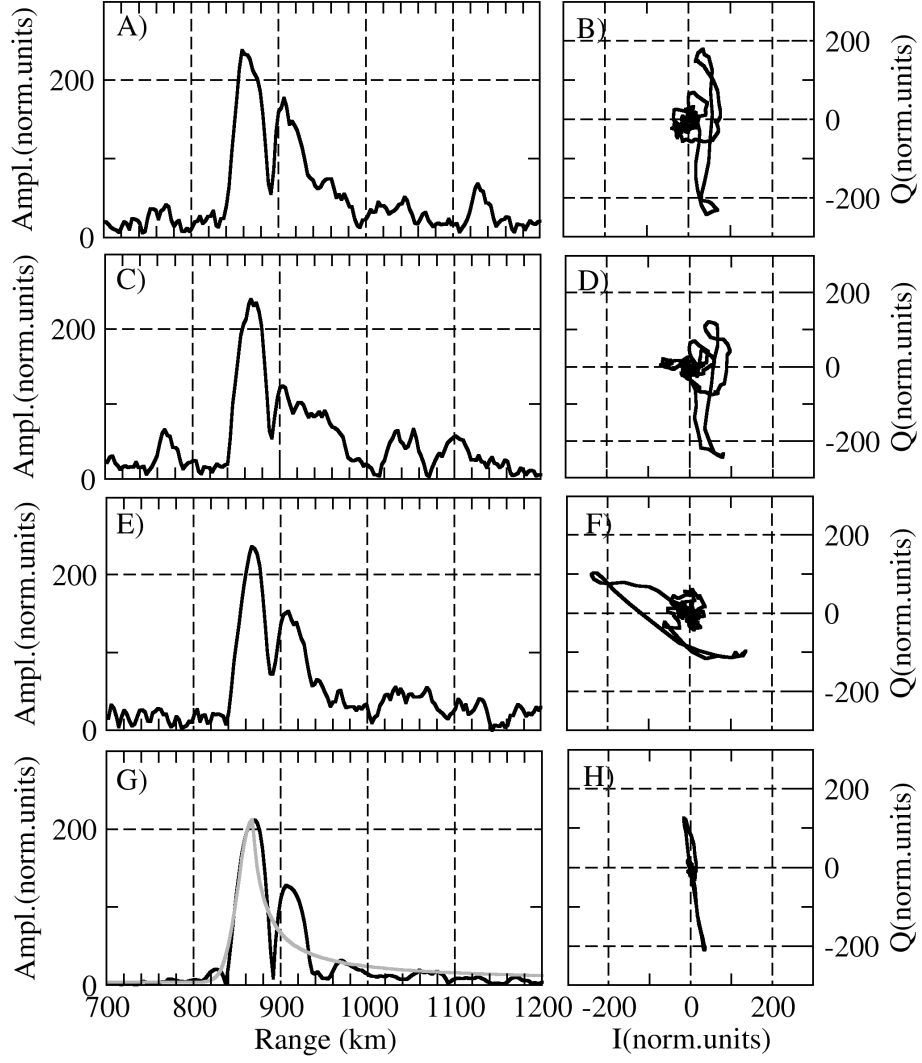 A)
Ampl.(norm.units)
200
0
B)
200
0
-200
Q(norm.units)
C)
Ampl.(norm.units)
200
0
D)
200
0
-200
Q(norm.units)
E)
Ampl.(norm.units)
200
0
F)
200
0
-200
Q(norm.units)
G)
Ampl.(norm.units)
200
0
H)
200
0
-200
Q(norm.units)
700 800 900 1000 1100 1200
-200 0 200
Range (km)
I(norm.units)